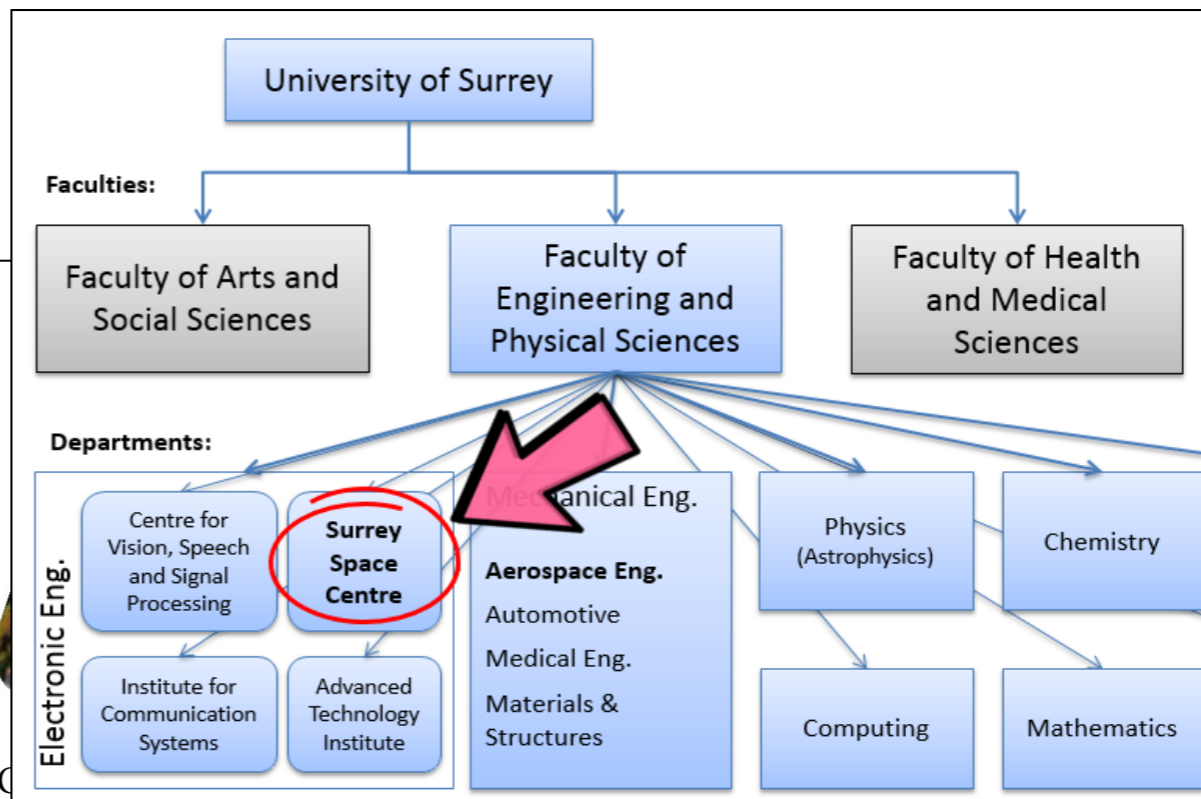 University of Surrey
Faculties:
Faculty of Arts and
Social Sciences
Faculty of
Engineering and
Physical Sciences
Faculty of Health
and Medical
Sciences
Departments:
Electronic Eng.
Centre for
Vision, Speech
and Signal
Processing
Surrey
Space
Centre
Institute for
Communication
Systems
Advanced
Technology
Institute
Mechanical Eng.
Aerospace Eng.
Automotive
Medical Eng.
Materials &
Structures
Physics
(Astrophysics)
Chemistry
Computing
Mathematics